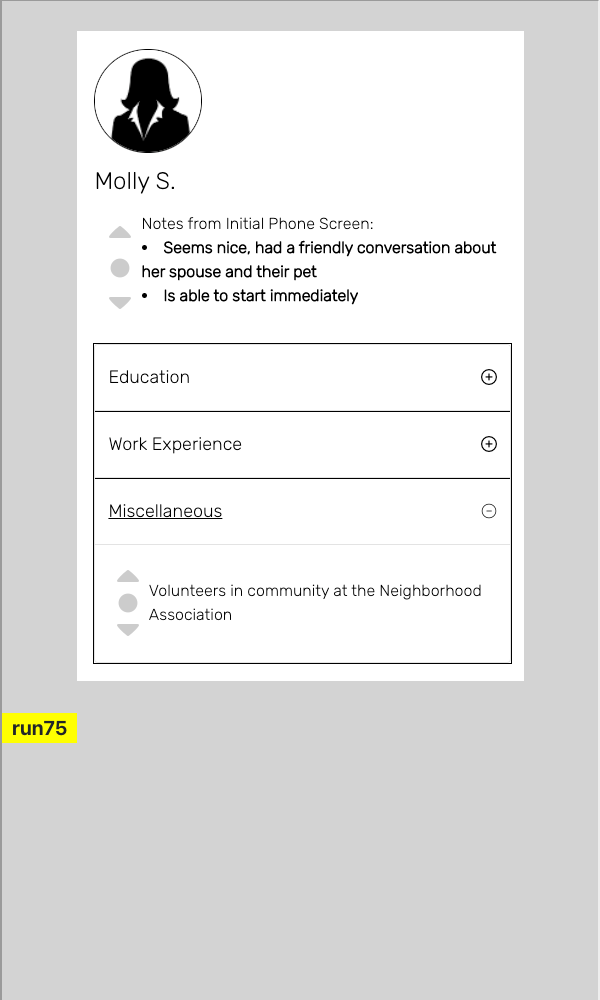 Molly S.
Notes from Initial Phone Screen:
• Seems nice, had a friendly conversation about
her spouse and their pet
• Is able to start immediately
Education
Work Experience
Miscellaneous
Volunteers in community at the Neighborhood
Association
run75